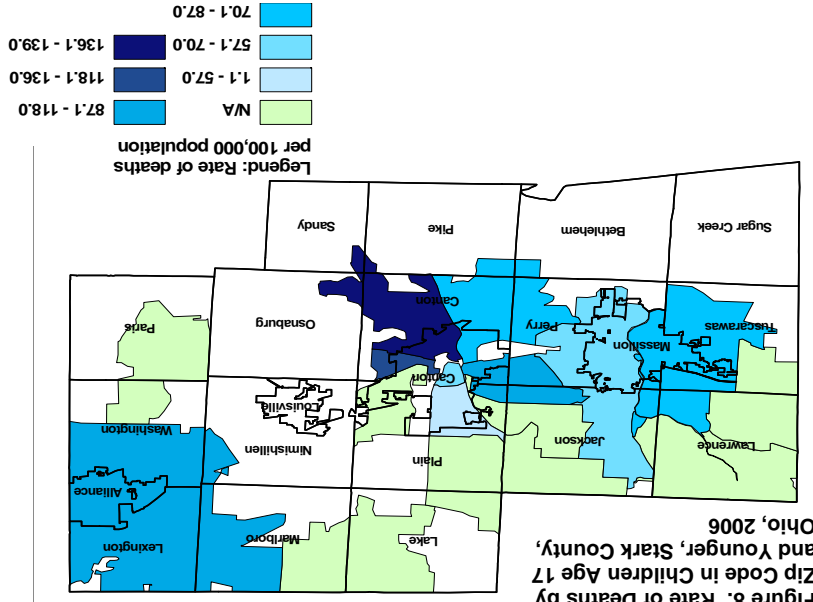 Figure 8. Rate of Deaths by
Zip Code in Children Age 17
and Younger, Stark County,
Ohio, 2006
Lake
Marlboro
Lexington
Alliance
Lawrence
Jackson
Plain
Nimishillen
Washington
Louisville
Canton
Massillon
Tuscarawas
Perry
Canton
Osnaburg
Paris
Sugar Creek
Bethlehem
Pike
Sandy
Legend: Rate of deaths
per 100,000 population
N/A
1.1 - 57.0
57.1 - 70.0
70.1 - 87.0
87.1 - 118.0
118.1 - 136.0
136.1 - 139.0